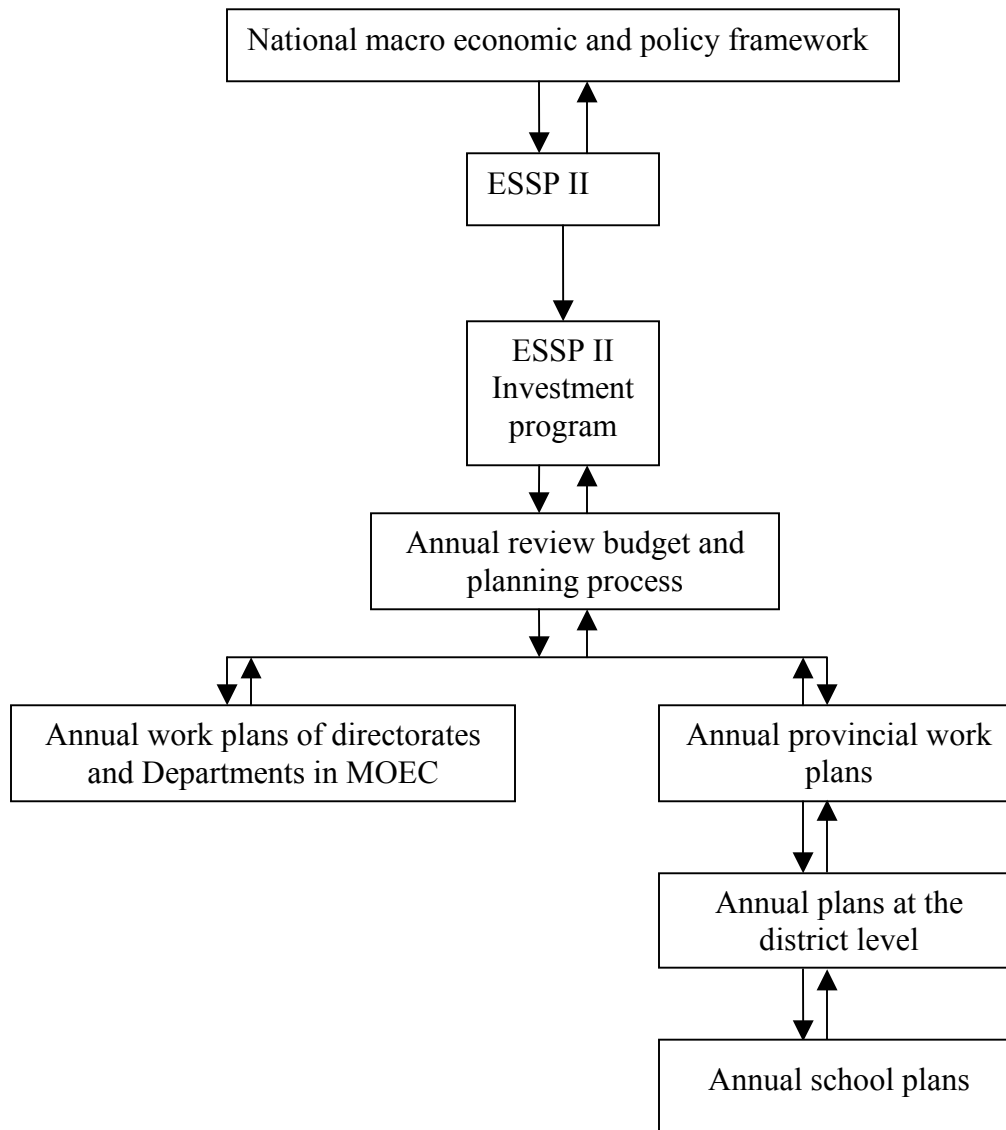 National macro economic and policy framework
ESSP II
ESSP II
Investment
program
Annual review budget and
planning process
Annual work plans of directorates
and Departments in MOEC
Annual provincial work
plans
Annual plans at the
district level
Annual school plans